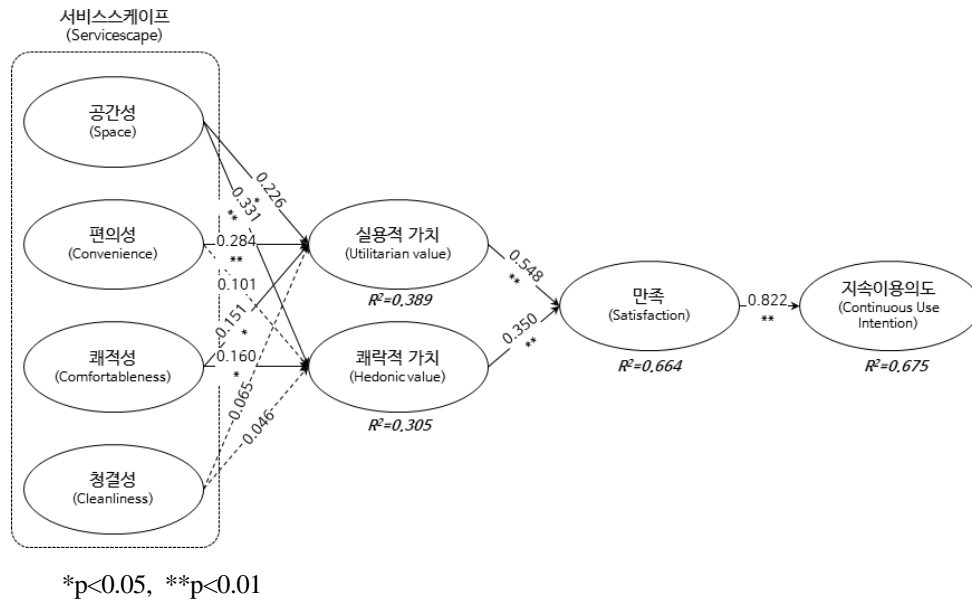 서비스스케이프
(Servicescape)
공간성
(Space)
편의성
(Convenience)
쾌적성
(Comfortableness)
청결성
(Cleanliness)
0.226
*
0.331
**
0.284
**
0.101
0.151
*
0.160
*
0.065
0.046
실용적 가치
(Utilitarian value)
R²=0.389
쾌락적 가치
(Hedonic value)
R²=0.305
0.548
**
0.350
**
만족
(Satisfaction)
R²=0.664
0.822
**
지속이용의도
(Continuous Use
Intention)
R²=0.675
*p<0.05, **p<0.01